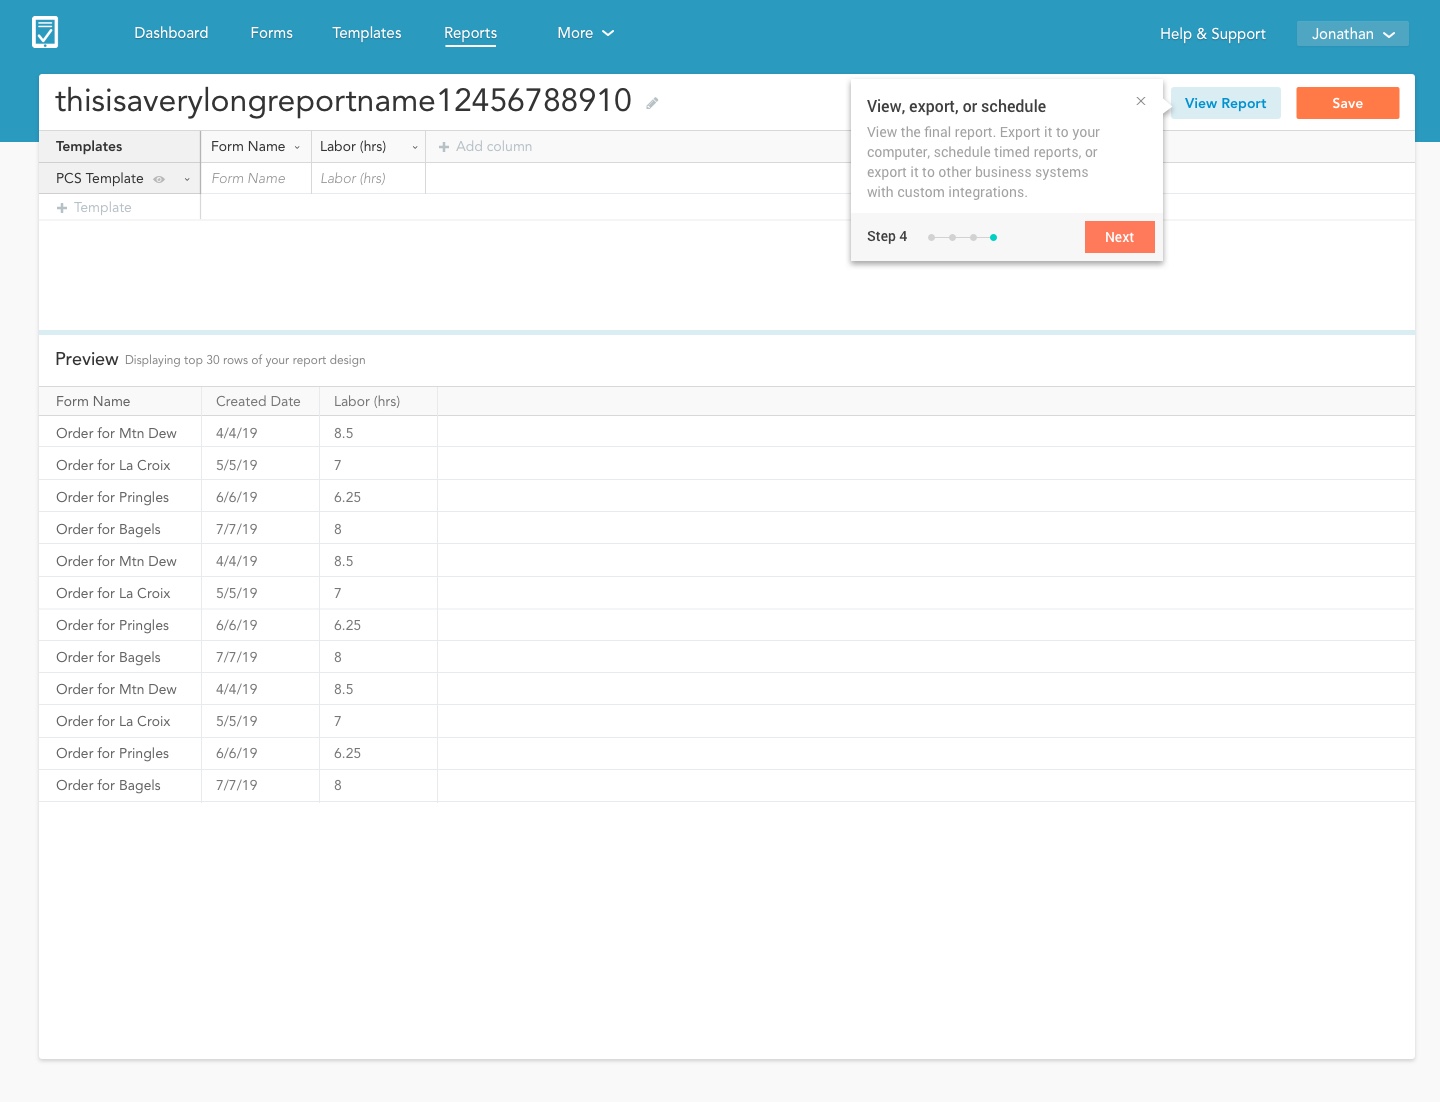 Dashboard Forms Templates Reports More Help & Support Jonathan
thisisaverylongreportname12456788910
View Report Save
View, export, or schedule
View the final report. Export it to your
computer, schedule timed reports, or
export it to other business systems
with custom integrations.
Step 4 Next
Templates Form Name Labor (hrs) Add column
PCS Template Form Name Labor (hrs)
Template
Preview Displaying top 30 rows of your report design
Form Name Created Date Labor (hrs)
Order for Mtn Dew 4/4/19 8.5
Order for La Croix 5/5/19 7
Order for Pringles 6/6/19 6.25
Order for Bagels 7/7/19 8
Order for Mtn Dew 4/4/19 8.5
Order for La Croix 5/5/19 7
Order for Pringles 6/6/19 6.25
Order for Bagels 7/7/19 8
Order for Mtn Dew 4/4/19 8.5
Order for La Croix 5/5/19 7
Order for Pringles 6/6/19 6.25
Order for Bagels 7/7/19 8